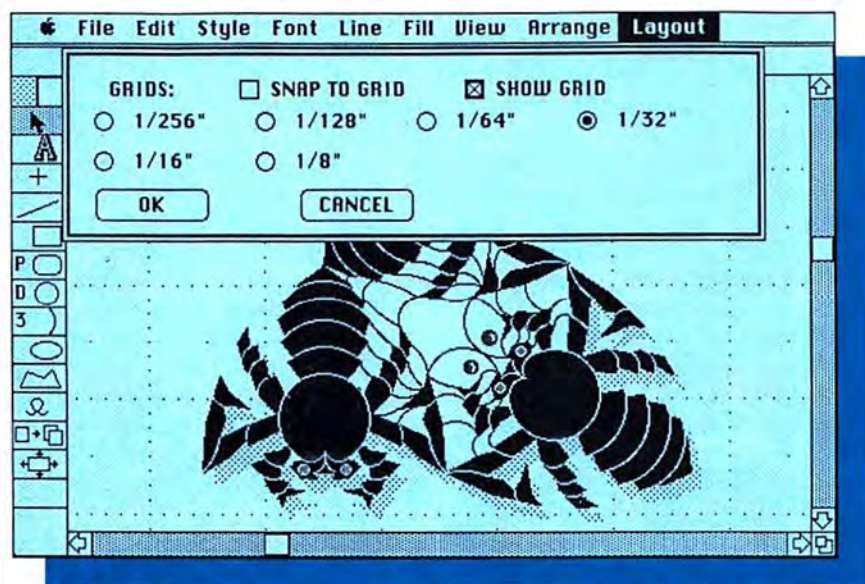 File Edit Style Font Line Fill View Arrange Layout
GRIDS: SNAP TO GRID SHOW GRID
1/256" 1/128" 1/64" 1/32"
1/16" 1/8"
OK CANCEL
A
P
D
3